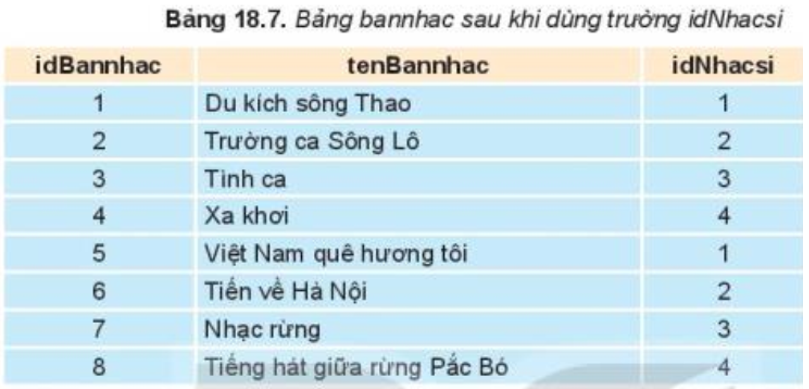 Bảng 18.7. Bảng bannhac sau khi dùng trường idNhacsi
idBannhac tenBannhac idNhacsi
1 Du kích sông Thao 1
2 Trường ca Sông Lô 2
3 Tình ca 3
4 Xa khơi 4
5 Việt Nam quê hương tôi 1
6 Tiến về Hà Nội 2
7 Nhạc rừng 3
8 Tiếng hát giữa rừng Pắc Bó 4